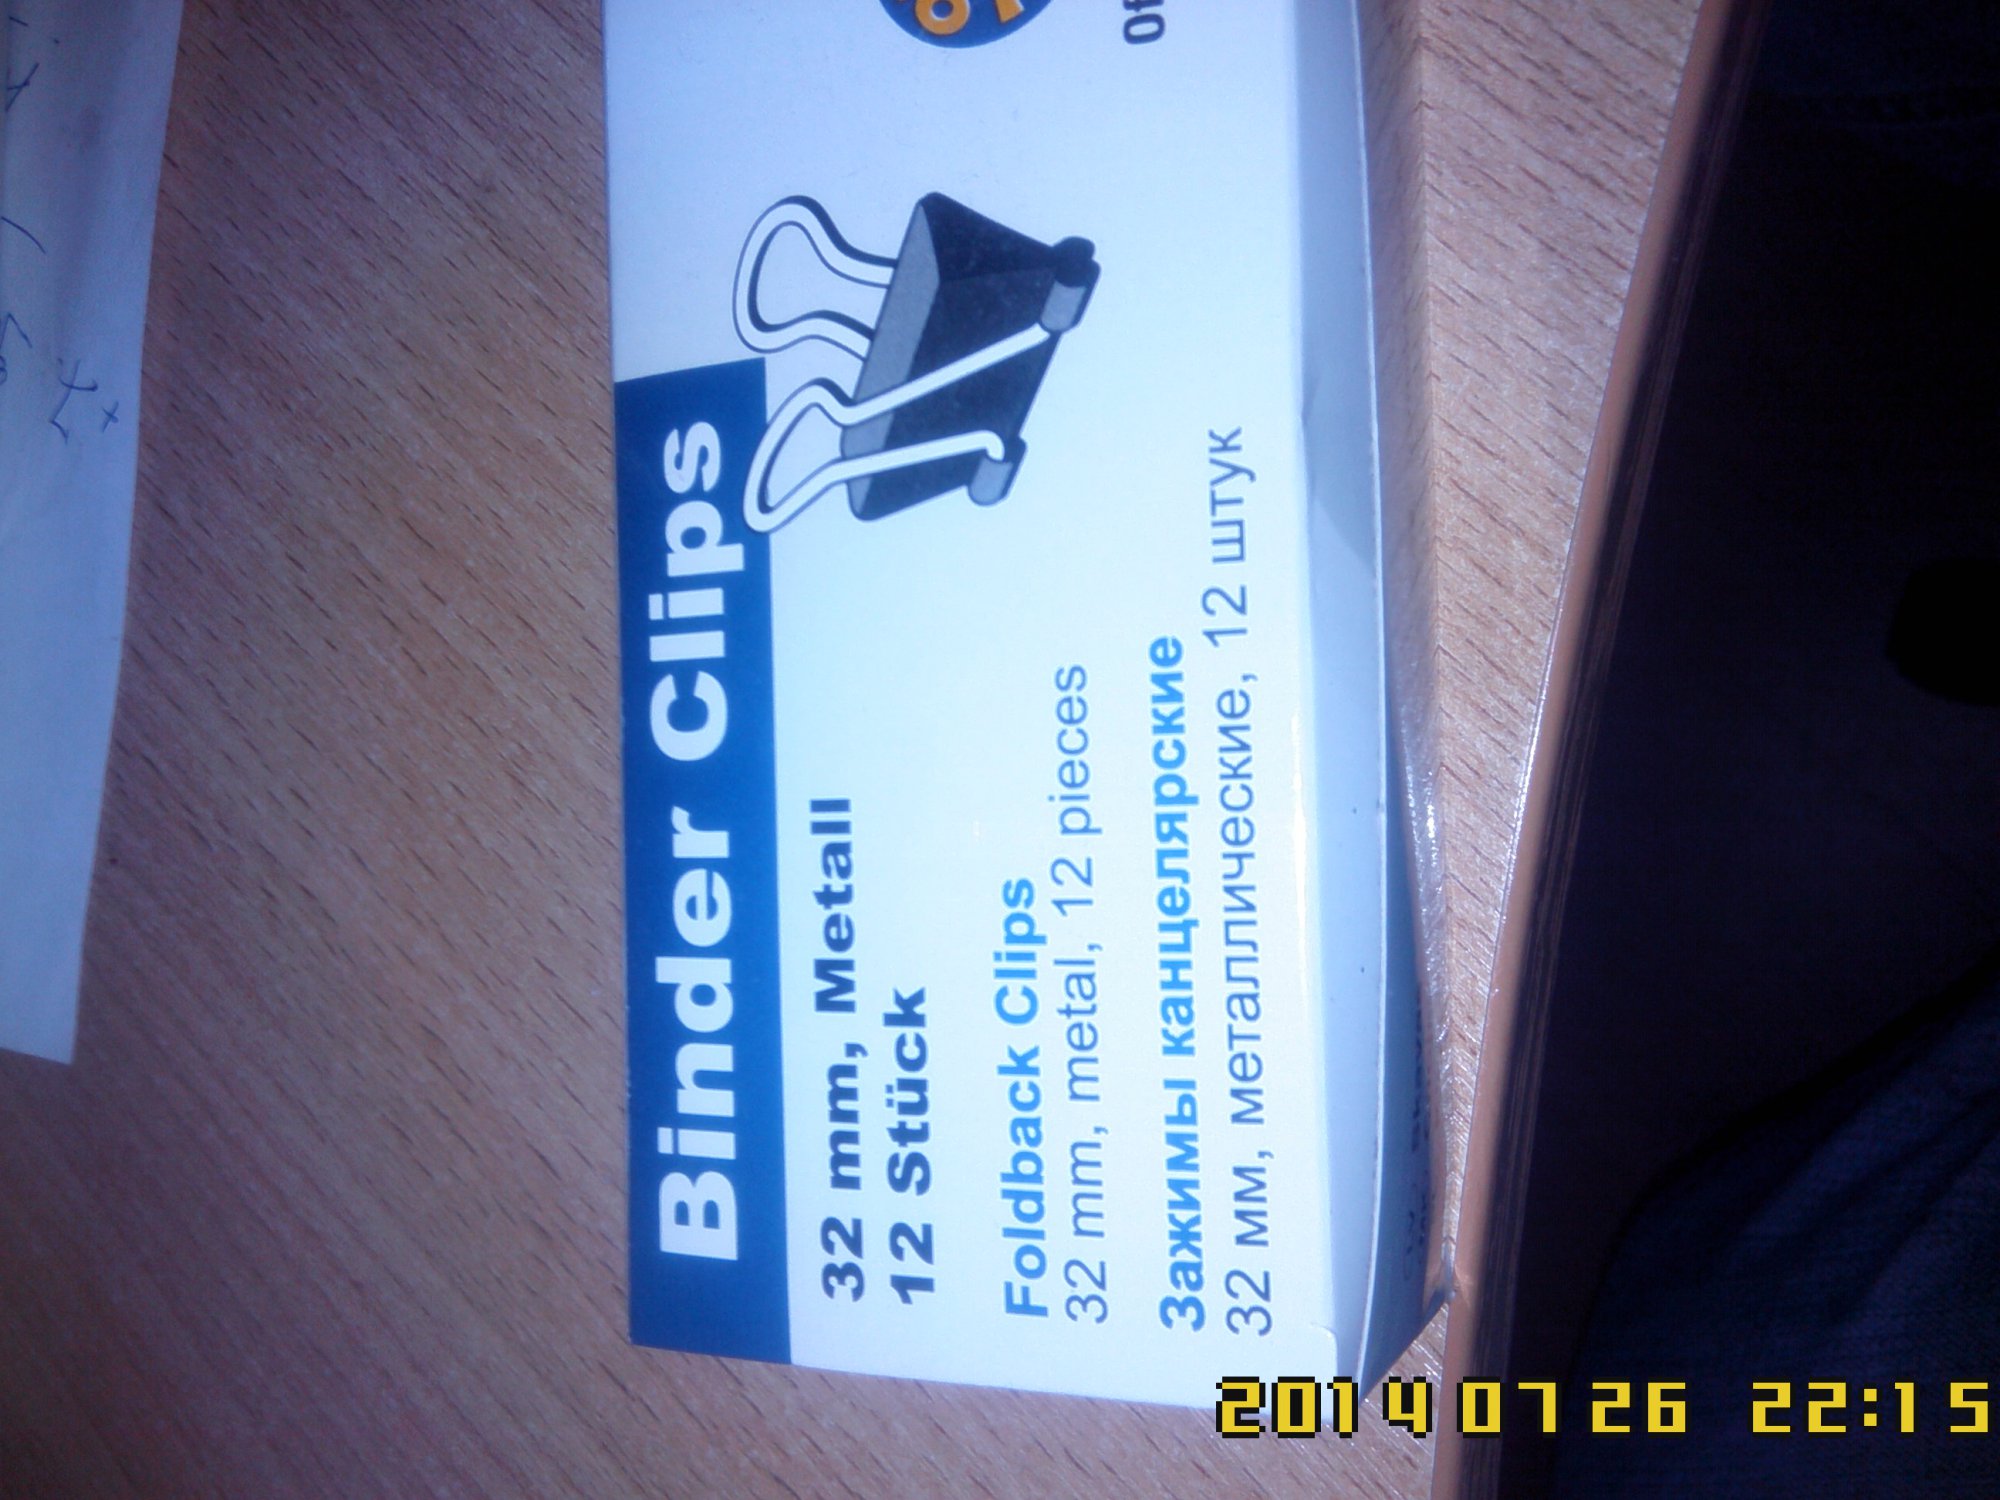 Binder Clips
32 mm, Metall
12 Stück
Foldback Clips
32 mm, metal, 12 pieces
Зажимы канцелярские
32 мм, металлические, 12 штук
2014 07 26 22:15